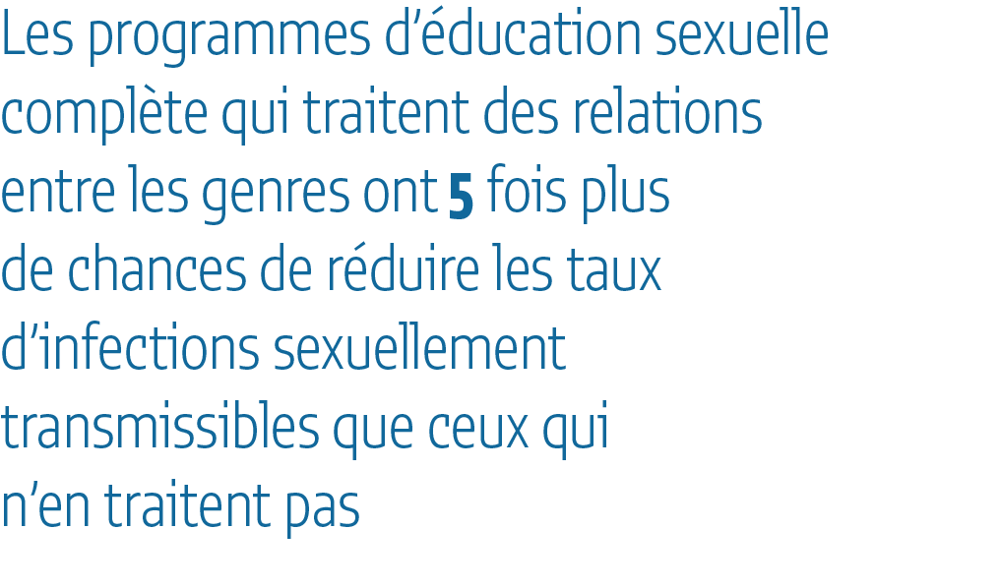 Les programmes d’éducation sexuelle
complète qui traitent des relations
entre les genres ont 5 fois plus
de chances de réduire les taux
d’infections sexuellement
transmissibles que ceux qui
n’en traitent pas